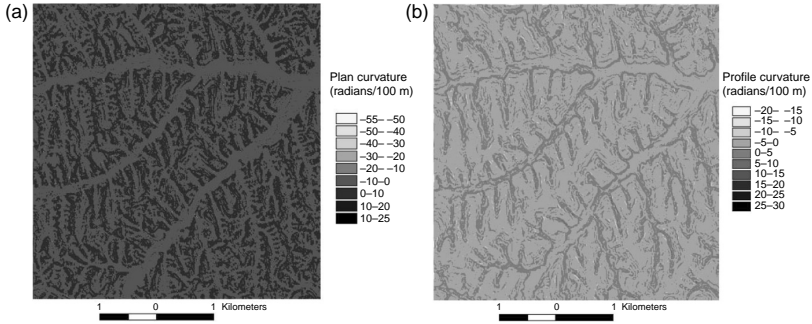 (a)
Plan curvature
(radians/100 m)
–55– –50
–50– –40
–40– –30
–30– –20
–20– –10
–10–0
0–10
10–20
10–25
1 0 1 Kilometers
(b)
Profile curvature
(radians/100 m)
–20– –15
–15– –10
–10– –5
–5–0
0–5
5–10
10–15
15–20
20–25
25–30
1 0 1 Kilometers